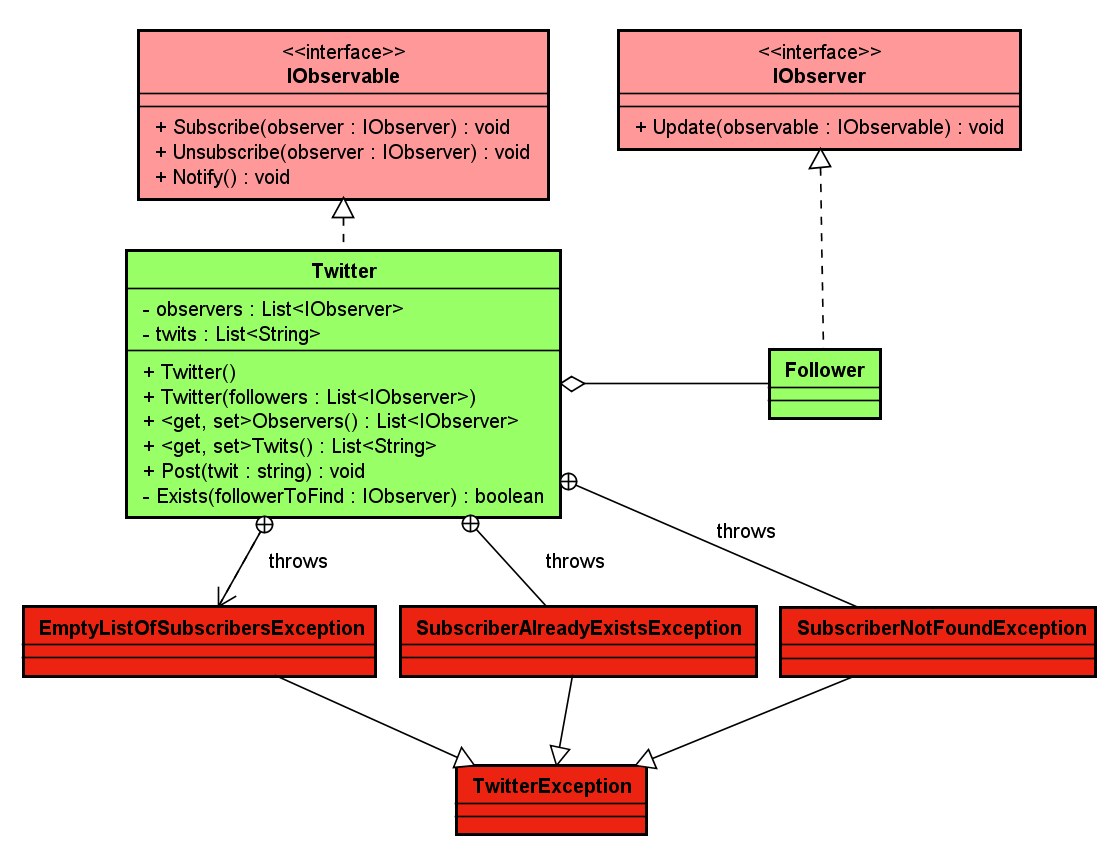 <<interface>>
IObservable
+ Subscribe(observer : IObserver) : void
+ Unsubscribe(observer : IObserver) : void
+ Notify() : void
<<interface>>
IObserver
+ Update(observable : IObservable) : void
Twitter
- observers : List<IObserver>
- twits : List<String>
+ Twitter()
+ Twitter(followers : List<IObserver>)
+ <get, set>Observers() : List<IObserver>
+ <get, set>Twits() : List<String>
+ Post(twit : string) : void
- Exists(followerToFind : IObserver) : boolean
Follower
throws
throws
throws
EmptyListOfSubscribersException
SubscriberAlreadyExistsException
SubscriberNotFoundException
TwitterException